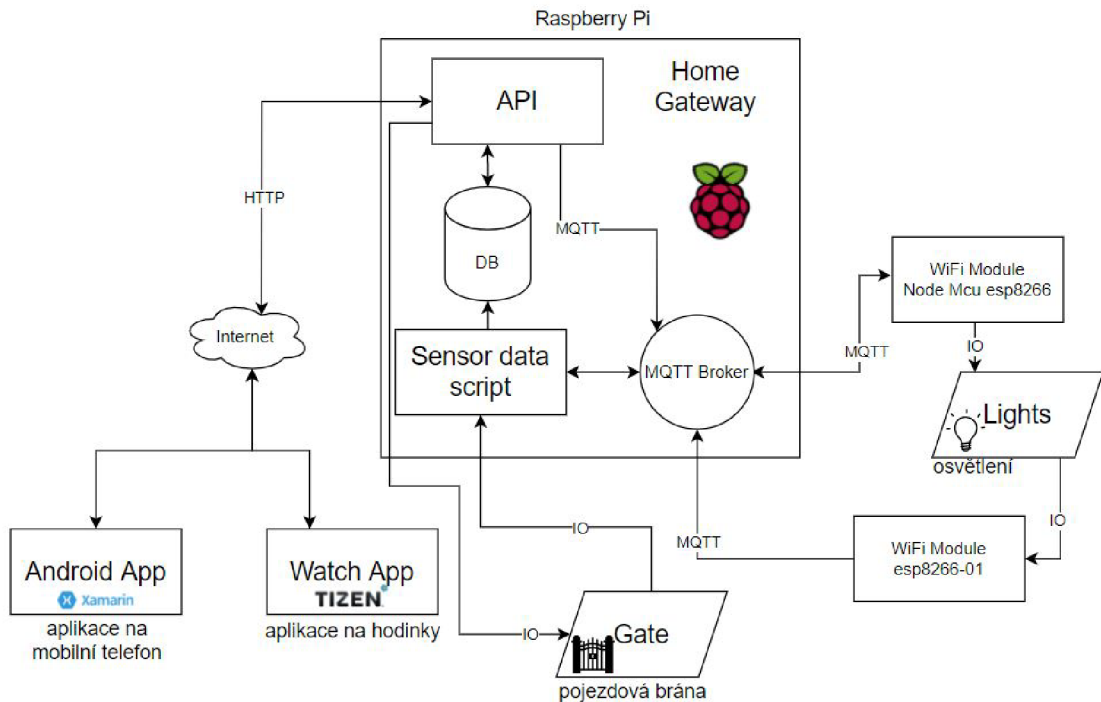 Raspberry Pi
API
Home
Gateway
HTTP
MQTT
DB
WiFi Module
Node Mcu esp8266
Internet
IO
Sensor data
script
MQTT Broker
MQTT
Lights
osvětlení
IO
IO
MQTT
WiFi Module
esp8266-01
Android App
Xamarin
aplikace na
mobilní telefon
Watch App
TIZEN
aplikace na hodinky
IO
Gate
pojezdová brána